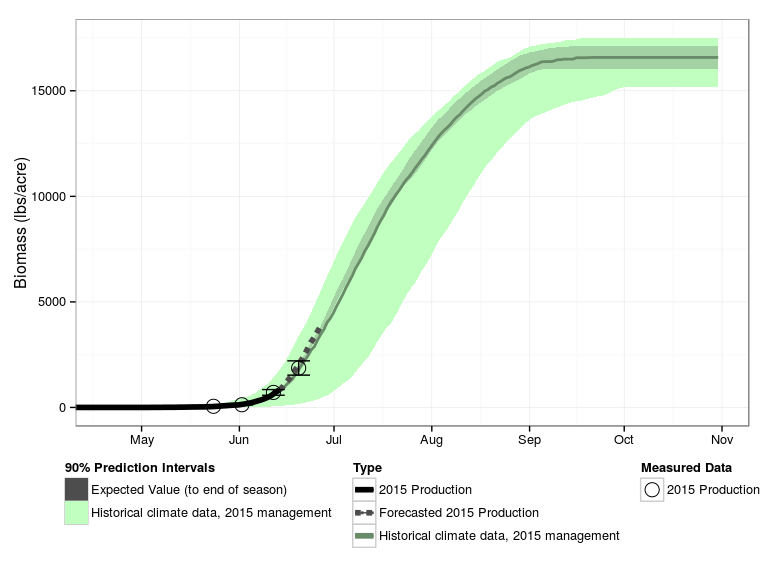 Biomass (lbs/acre)
15000
10000
5000
0
May Jun Jul Aug Sep Oct Nov
90% Prediction Intervals
Expected Value (to end of season)
Historical climate data, 2015 management
Type
2015 Production
Forecasted 2015 Production
Historical climate data, 2015 management
Measured Data
2015 Production